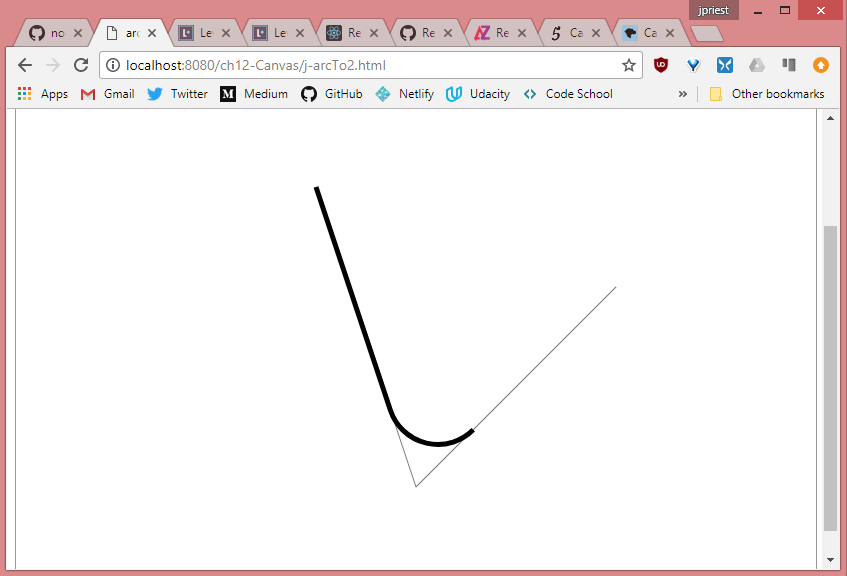 jpriest
no
arc
Le
Le
Re
Re
Re
Ca
Ca
localhost:8080/ch12-Canvas/j-arcTo2.html
Apps Gmail Twitter Medium GitHub Netlify Udacity Code School » Other bookmarks